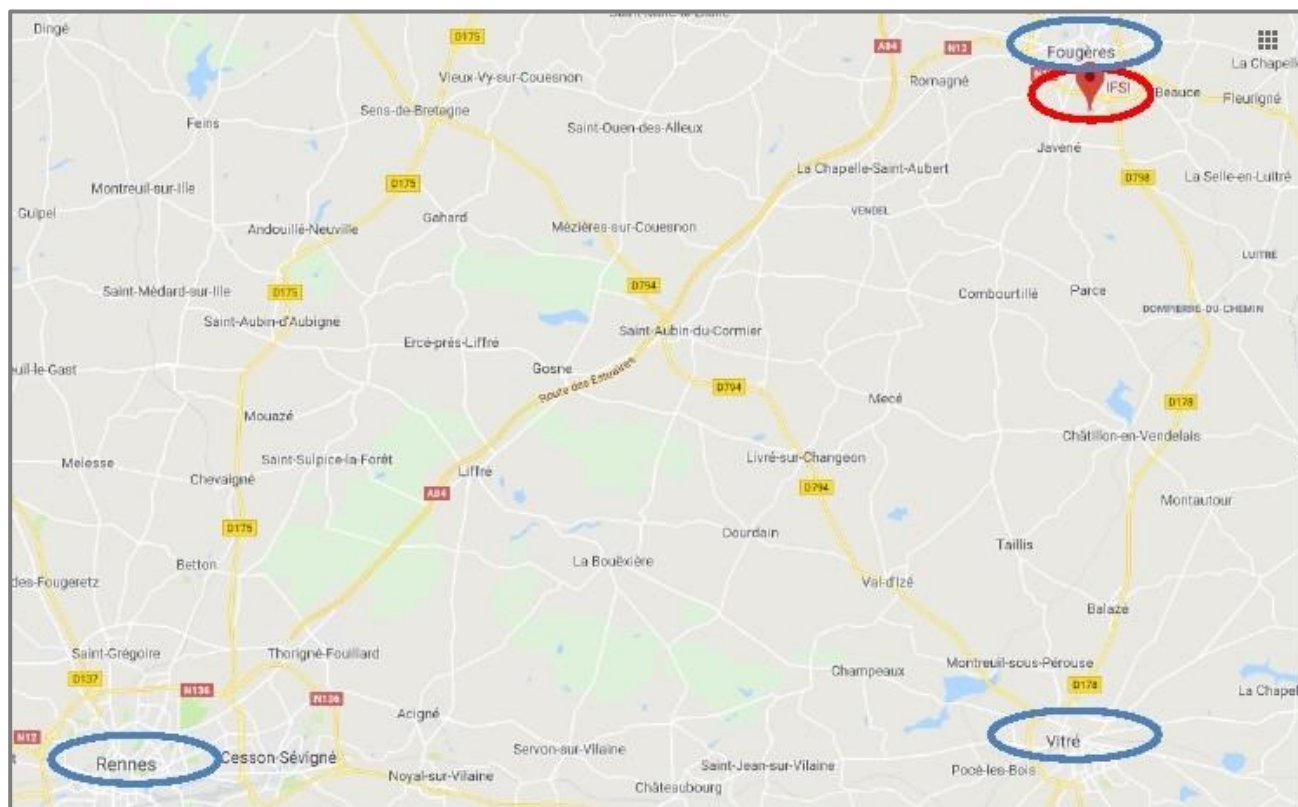 Dingé
D175
A84
N12
Fougères
La Chapelle
Vieux-Vy-sur-Couesnon
Romagné
IFSI
Beauce
Fleurigné
Sens-de-Bretagne
Feins
Saint-Ouen-des-Alleux
Javené
La Chapelle-Saint-Aubert
Montreuil-sur-Ille
D175
D798
La Selle-en-Luitré
Guipel
Gahard
VENDEL
Andouillé-Neuville
Mézières-sur-Couesnon
LUITRÉ
Saint-Médard-sur-Ille
D175
D794
Combourtillé
Parce
DOMPIERRE-DU-CHEMIN
Saint-Aubin-d'Aubigné
Saint-Aubin-du-Cormier
Ercé-près-Liffré
euil-le-Gast
Gosne
Route des Estuaires
D794
Mecé
D178
Mouazé
Châtillon-en-Vendelais
Melesse
Saint-Sulpice-la-Forêt
Liffré
Livré-sur-Changeon
Chevaigné
A84
D794
Montautour
D175
Dourdain
Taillis
Betton
La Bouëxière
des-Fougeretz
Val-d'Izé
Balazé
Saint-Grégoire
Thorigné-Fouillard
Montreuil-sous-Pérouse
Champeaux
D137
N136
N136
D178
La Chapel
Acigné
N12
Rennes
Cesson-Sévigné
Servon-sur-Vilaine
Vitré
Noyal-sur-Vilaine
Saint-Jean-sur-Vilaine
Pocé-les-Bois
Châteaubourg